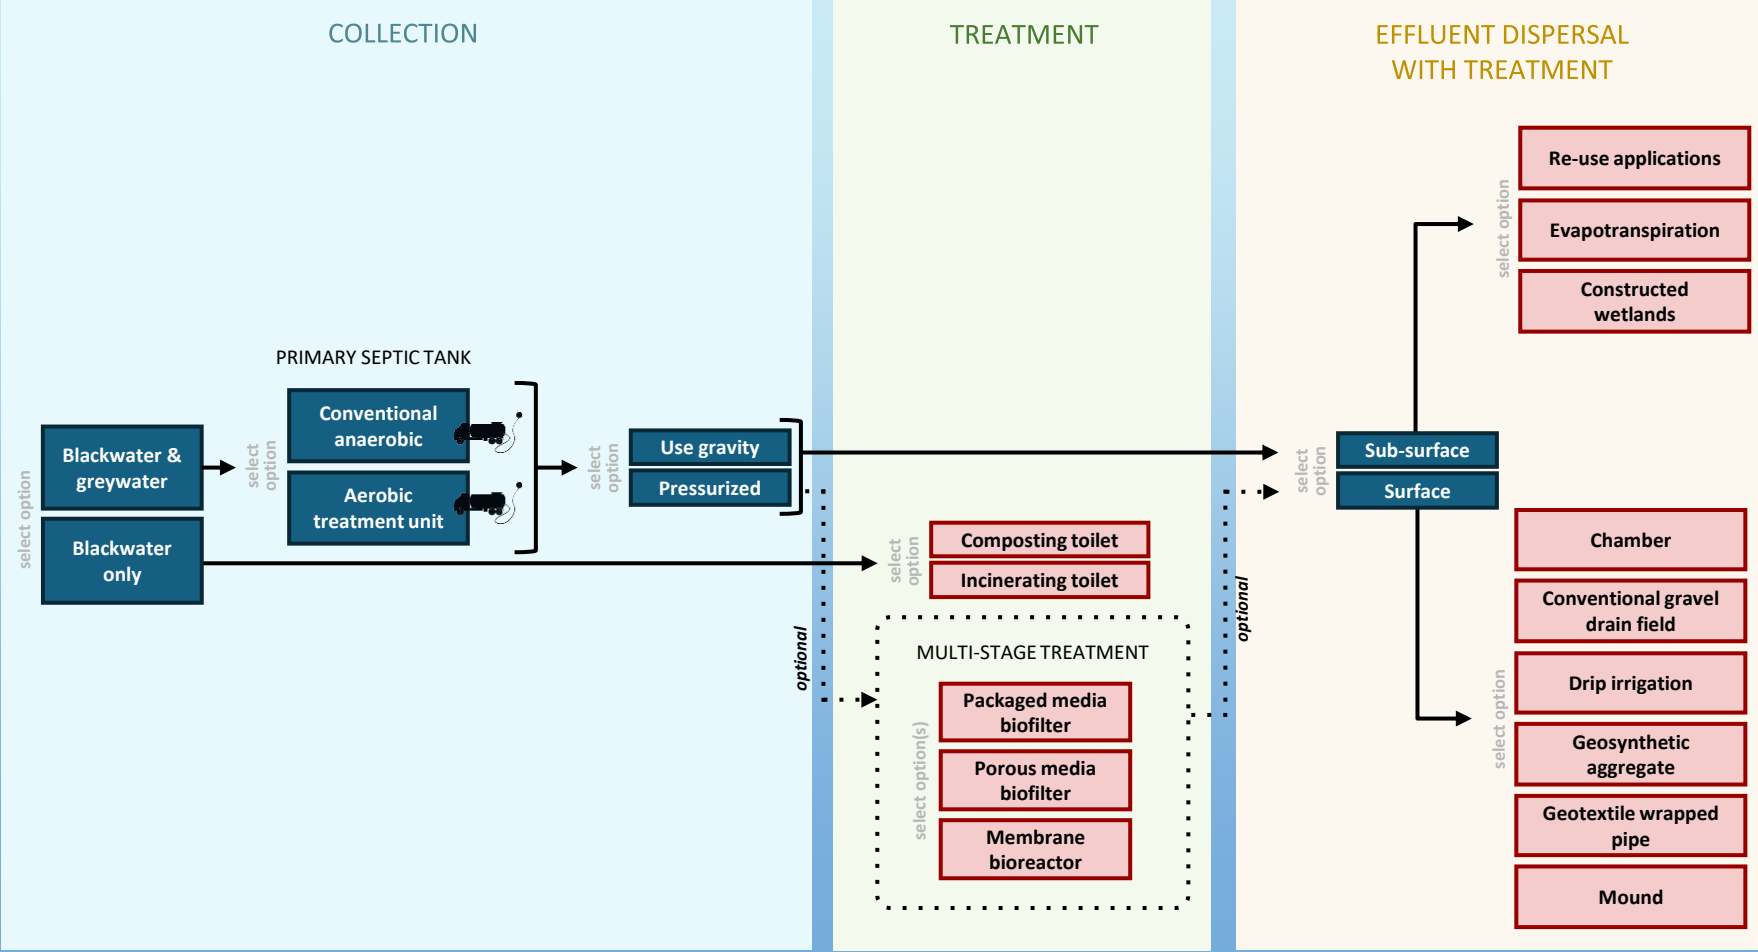 COLLECTION
select option
Blackwater &
greywater
Blackwater
only
select
option
PRIMARY SEPTIC TANK
Conventional
anaerobic
Aerobic
treatment unit
select
option
Use gravity
Pressurized
optional
TREATMENT
select
option
Composting toilet
Incinerating toilet
MULTI-STAGE TREATMENT
select option(s)
Packaged media
biofilter
Porous media
biofilter
Membrane
bioreactor
optional
EFFLUENT DISPERSAL
WITH TREATMENT
select
option
Sub-surface
Surface
select option
Re-use applications
Evapotranspiration
Constructed
wetlands
select option
Chamber
Conventional gravel
drain field
Drip irrigation
Geosynthetic
aggregate
Geotextile wrapped
pipe
Mound